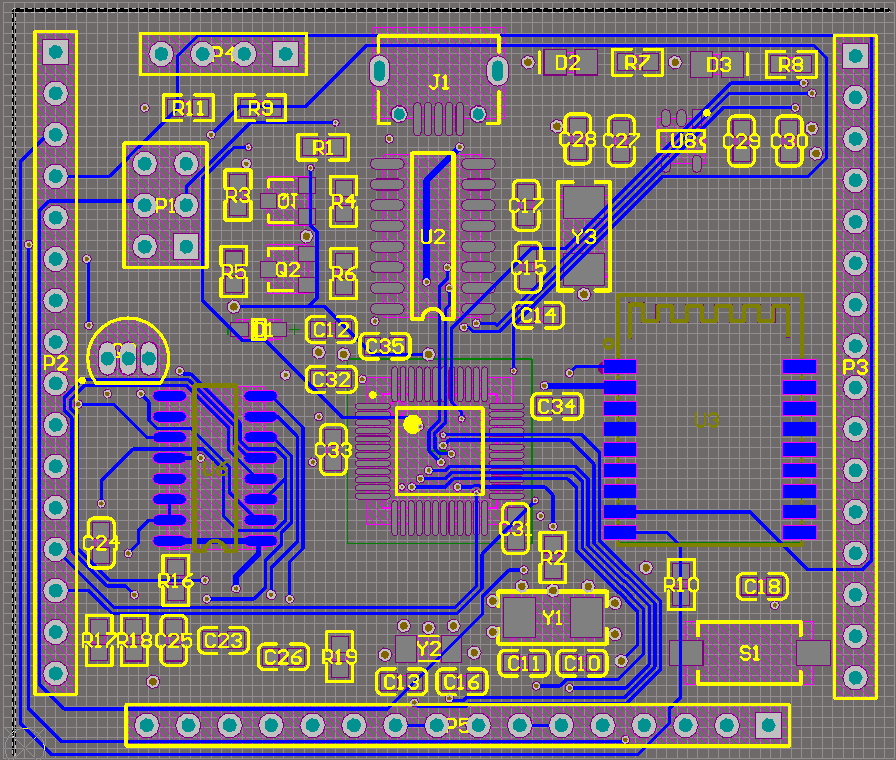 P4
D2
R7
D3
R8
J1
R11
R9
R1
C28
C27
U8
C29
C30
P1
R3
Q1
R4
U2
C17
Y3
R5
Q2
R6
C15
C14
D1
C12
C35
P2
C32
C34
P3
U3
C33
C24
C31
R2
R16
R10
C18
R17
R18
C25
C23
C26
R19
Y2
Y1
S1
C11
C10
C13
C16
P5